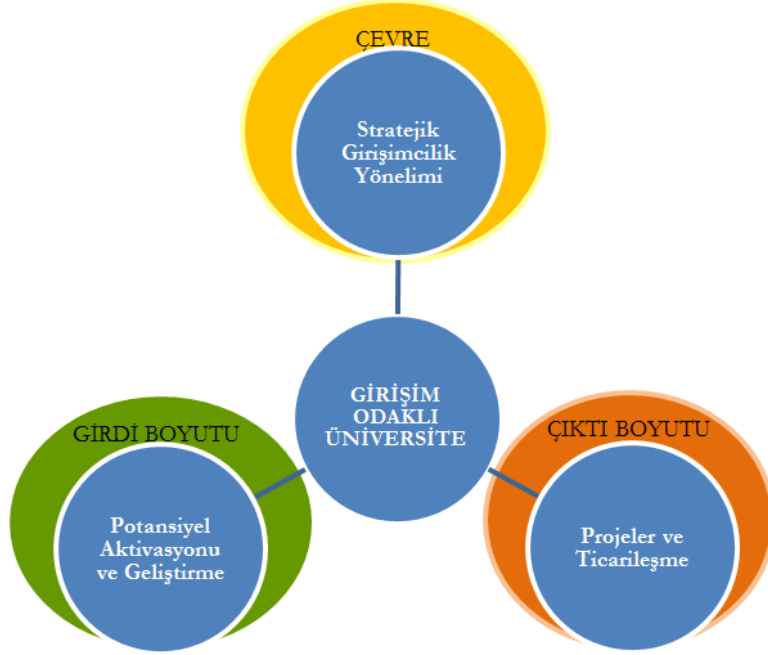 ÇEVRE
Stratejik
Girişimcilik
Yönelimi
GİRİŞİM
ODAKLI
ÜNİVERSİTE
GİRDİ BOYUTU
Potansiyel
Aktivasyonu
ve Geliştirme
ÇIKTI BOYUTU
Projeler ve
Ticarileşme